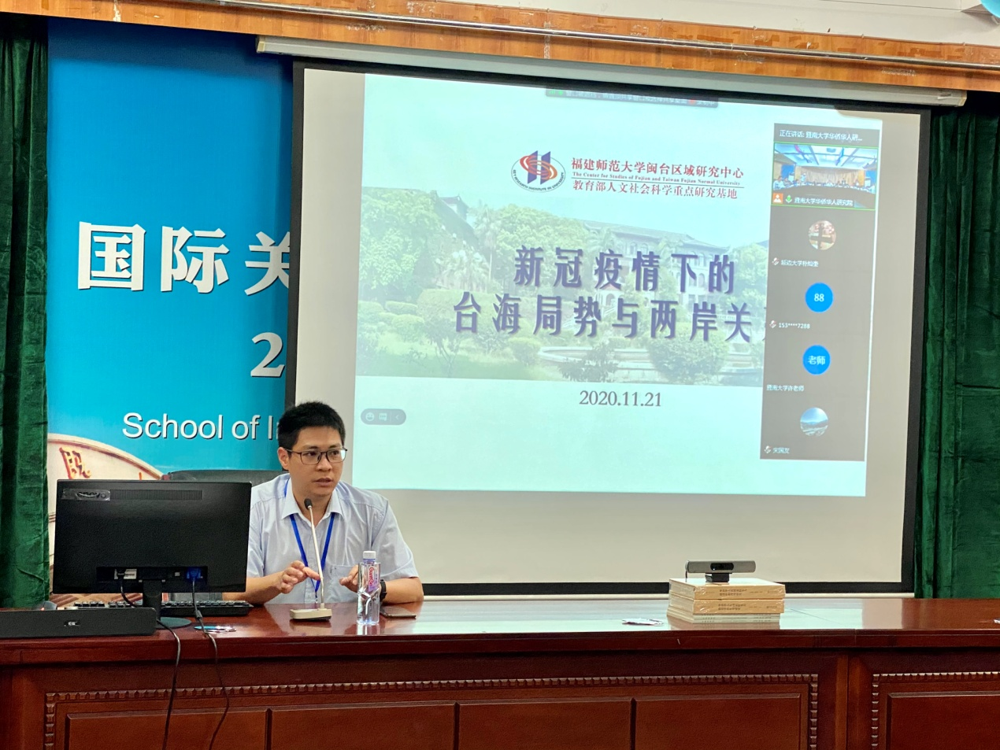 国际关
2
School of I
福建师范大学闽台区域研究中心
The Center for Studies of Fujian and Taiwan Fujian Normal University
教育部人文社会科学重点研究基地
新冠疫情下的
台海局势与两岸关
2020.11.21
正在讲话: 暨南大学华侨华人研...
暨南大学华侨华人研究院
88
153****7288
老师
暨南大学许老师
宋国友